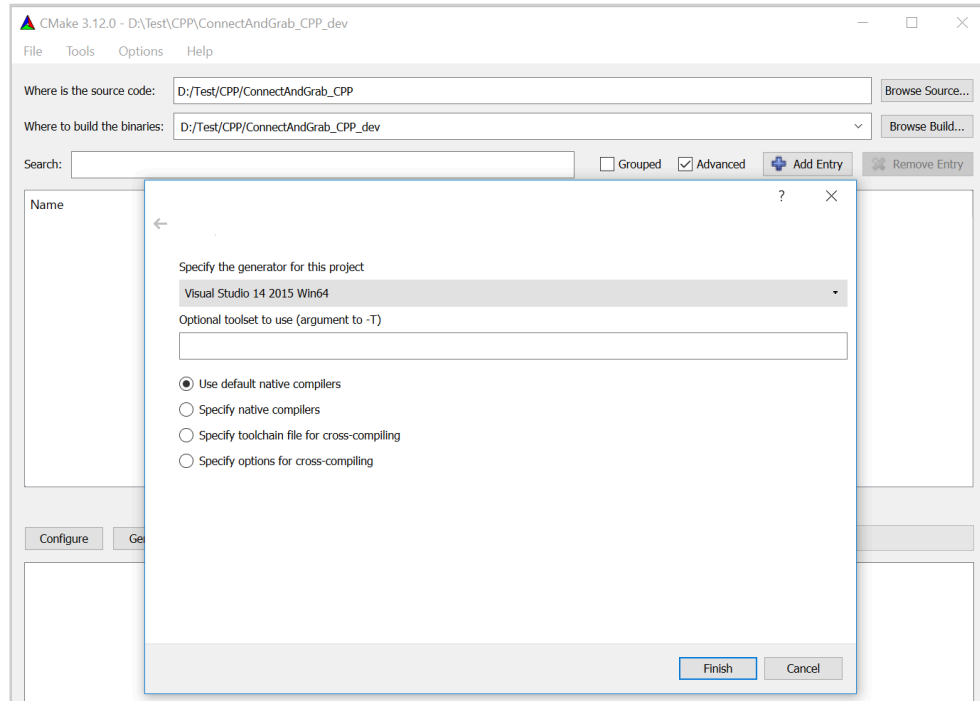 CMake 3.12.0 - D:\Test\CPP\ConnectAndGrab_CPP_dev
File Tools Options Help
Where is the source code: D:/Test/CPP/ConnectAndGrab_CPP Browse Source...
Where to build the binaries: D:/Test/CPP/ConnectAndGrab_CPP_dev Browse Build...
Search: Grouped Advanced Add Entry Remove Entry
Name
?
Specify the generator for this project
Visual Studio 14 2015 Win64
Optional toolset to use (argument to -T)
Use default native compilers
Specify native compilers
Specify toolchain file for cross-compiling
Specify options for cross-compiling
Configure Ge
Finish Cancel